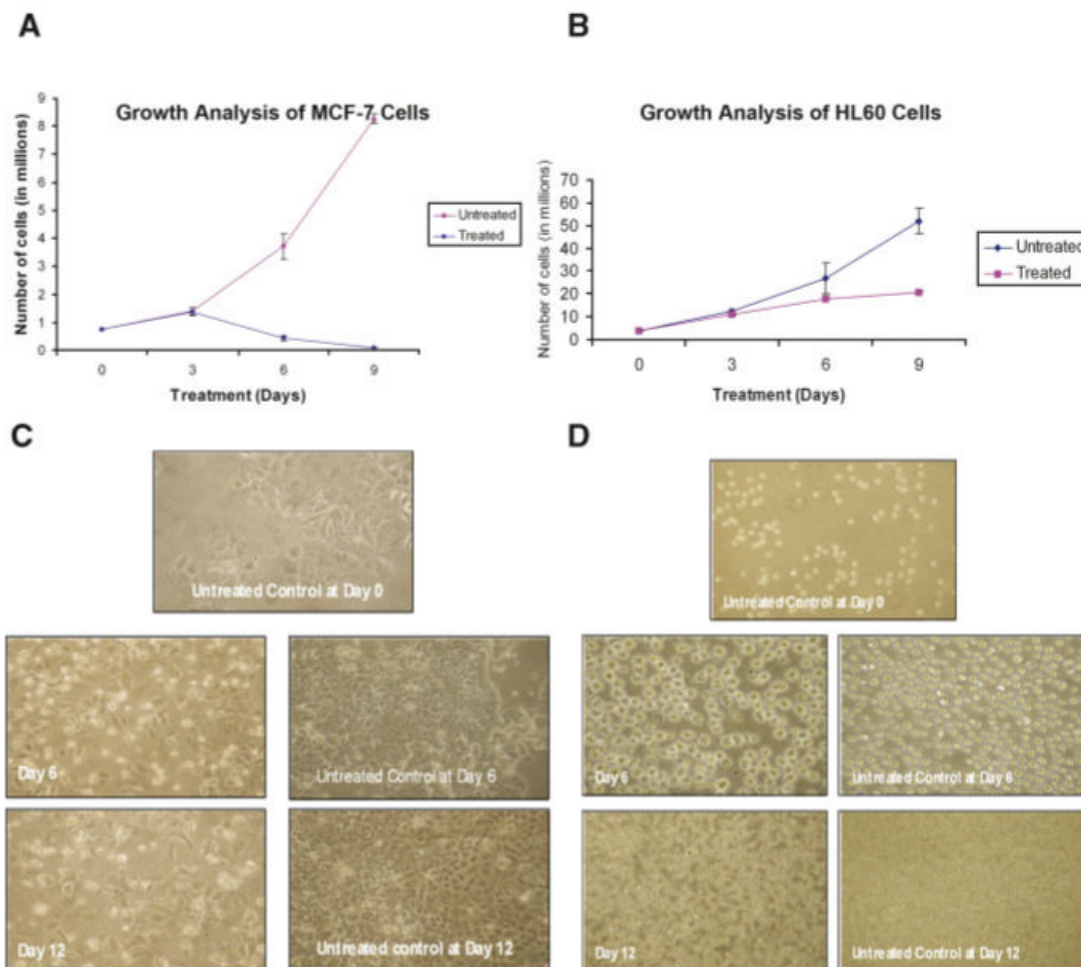 A
Growth Analysis of MCF-7 Cells
Number of cells (in millions)
9
8
7
6
5
4
3
2
1
0
0 3 6 9
Treatment (Days)
Untreated
Treated
B
Growth Analysis of HL60 Cells
Number of cells (in millions)
70
60
50
40
30
20
10
0
0 3 6 9
Treatment (Days)
Untreated
Treated
C
Untreated Control at Day 0
Day 6
Untreated Control at Day 6
Day 12
Untreated control at Day 12
D
Untreated Control at Day 0
Day 6
Untreated Control at Day 6
Day 12
Untreated Control at Day 12